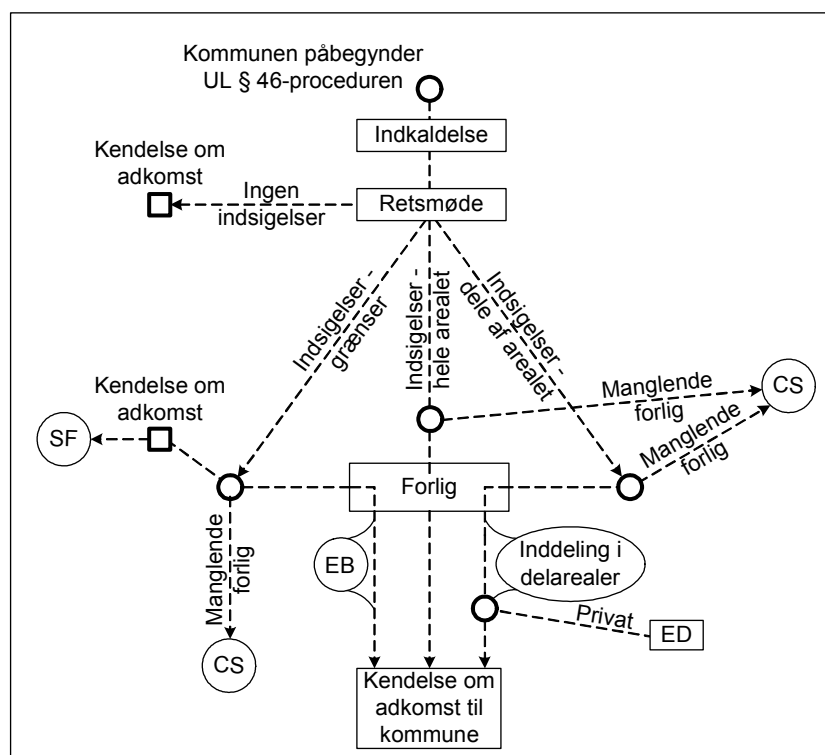 Kommunen påbegynder
UL § 46-proceduren
Indkaldelse
Kendelse om
adkomst
Ingen
indsigelser
Retsmøde
Indsigelser -
grænser
Indsigelser -
hele arealet
Indsigelser -
dele af arealet
Manglende
forlig
CS
Manglende
forlig
Kendelse om
adkomst
SF
Forlig
Manglende
forlig
EB
Inddeling i
delarealer
Privat
ED
CS
Kendelse om
adkomst til
kommune